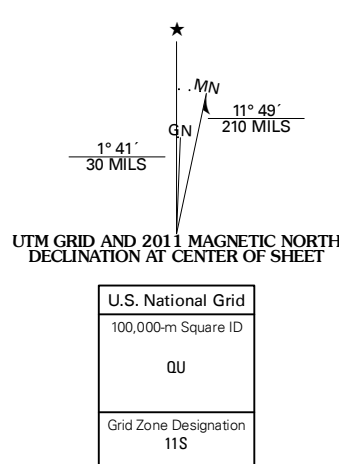 ★
MN
GN
11° 49´
210 MILS
1° 41´
30 MILS
UTM GRID AND 2011 MAGNETIC NORTH
DECLINATION AT CENTER OF SHEET
U.S. National Grid
100,000-m Square ID
QU
Grid Zone Designation
11S